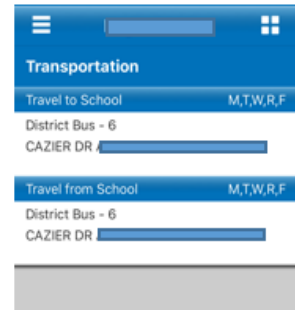 Transportation
Travel to School M,T,W,R,F
District Bus - 6
CAZIER DR
Travel from School M,T,W,R,F
District Bus - 6
CAZIER DR